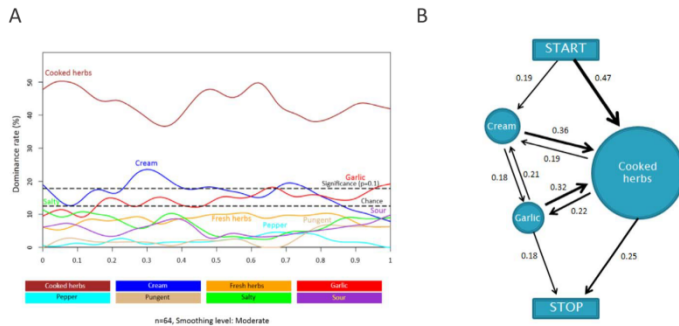 A
B
Cooked herbs
Cream
Garlic
Significance (p=0.1)
Chance
Salty
Fresh herbs
Pungent
Sour
Pepper
Dominance rate (%)
50
40
30
20
10
0
0 0.1 0.2 0.3 0.4 0.5 0.6 0.7 0.8 0.9 1
Cooked herbs Cream Fresh herbs Garlic
Pepper Pungent Salty Sour
n=64, Smoothing level: Moderate
START
0.19
0.47
Cream
0.36
0.19
Cooked
herbs
0.18
0.21
0.32
Garlic
0.22
0.18
0.25
STOP